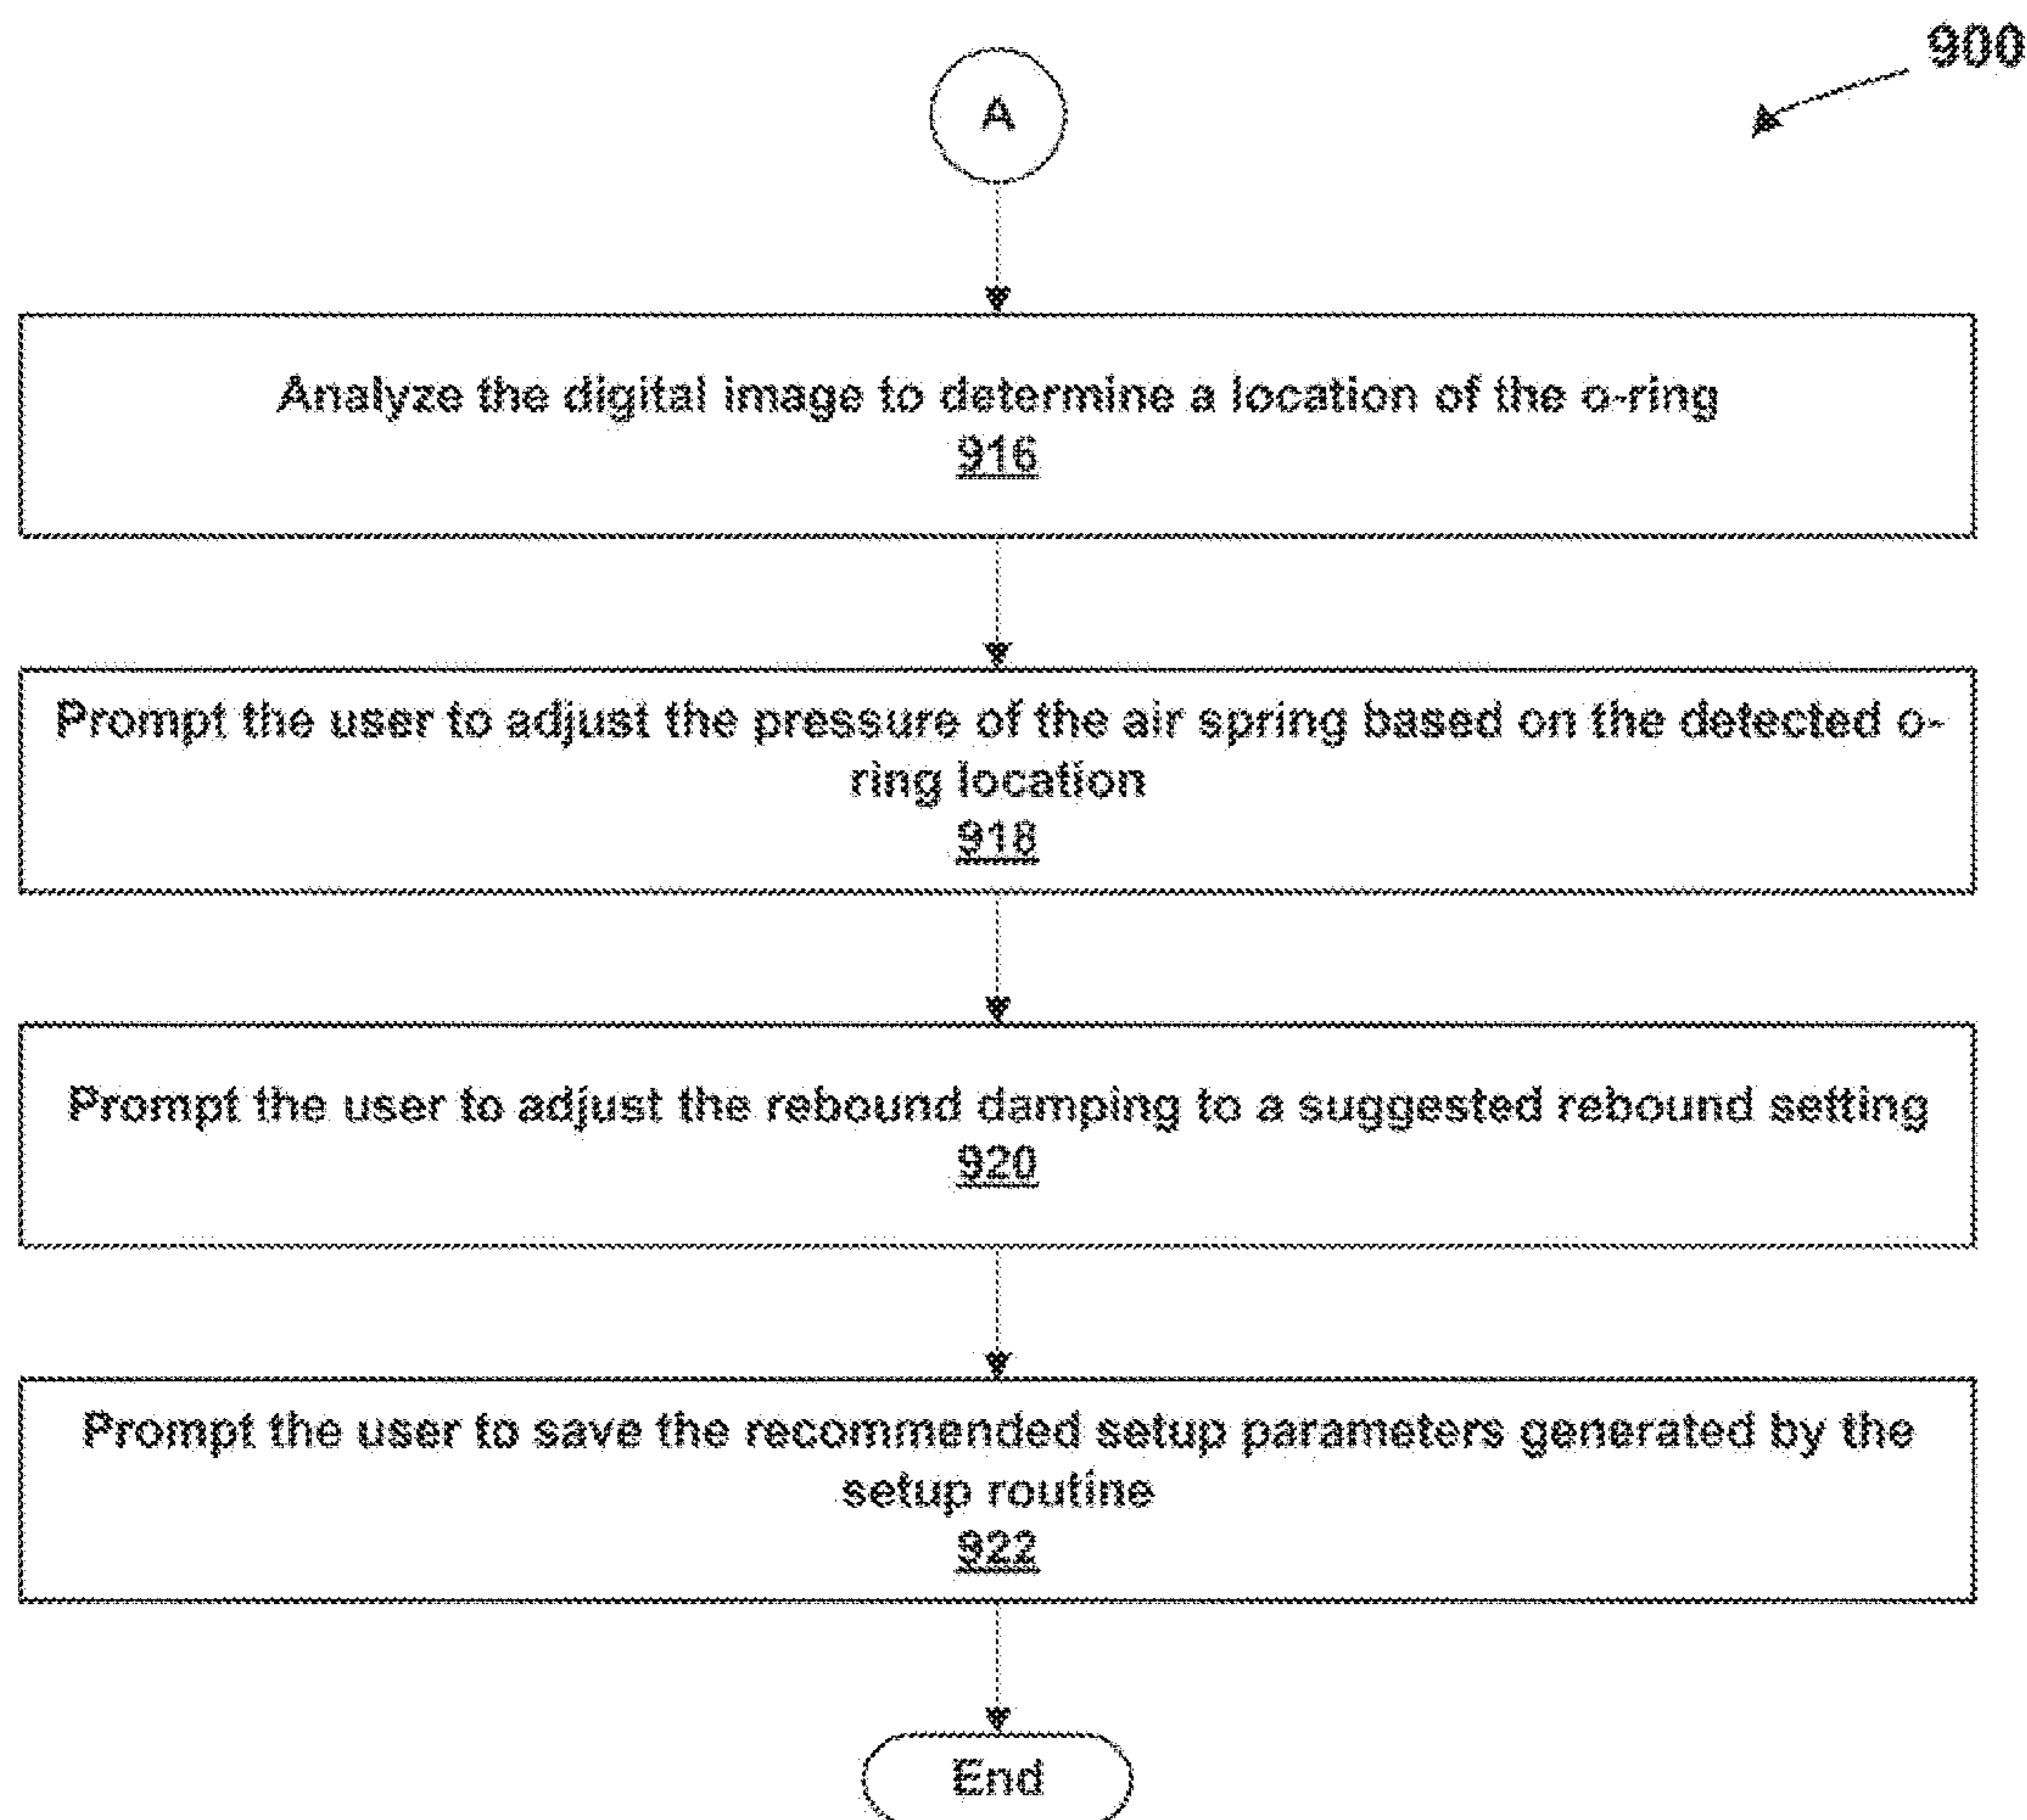 900
A
Analyze the digital image to determine a location of the o-ring
916
Prompt the user to adjust the pressure of the air spring based on the detected o-
ring location
918
Prompt the user to adjust the rebound damping to a suggested rebound setting
920
Prompt the user to save the recommended setup parameters generated by the
setup routine
922
End